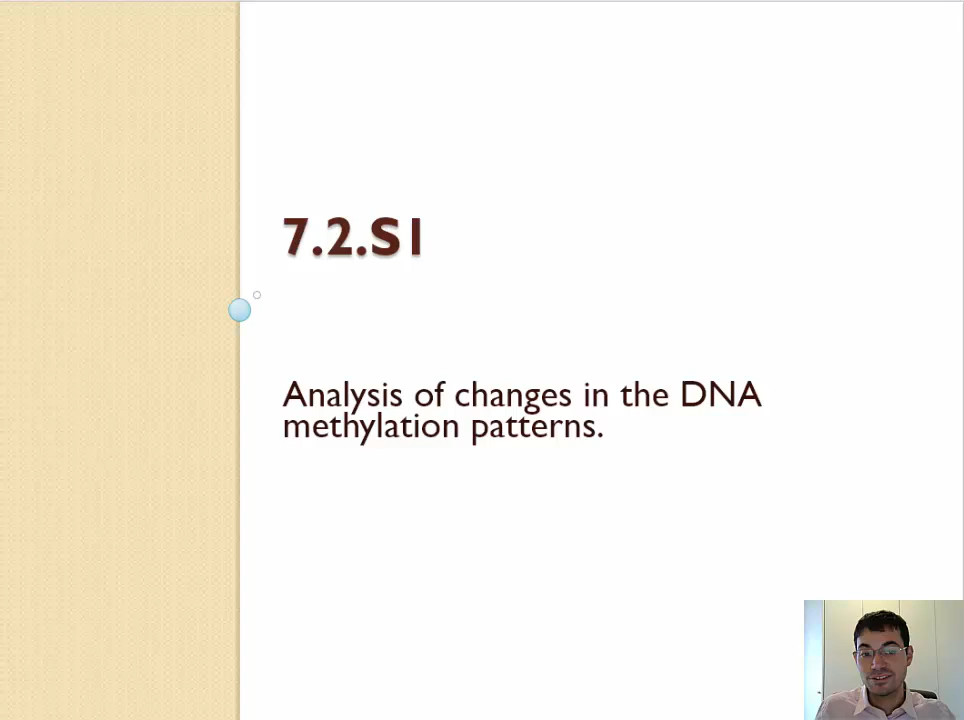 7.2.S1
Analysis of changes in the DNA
methylation patterns.